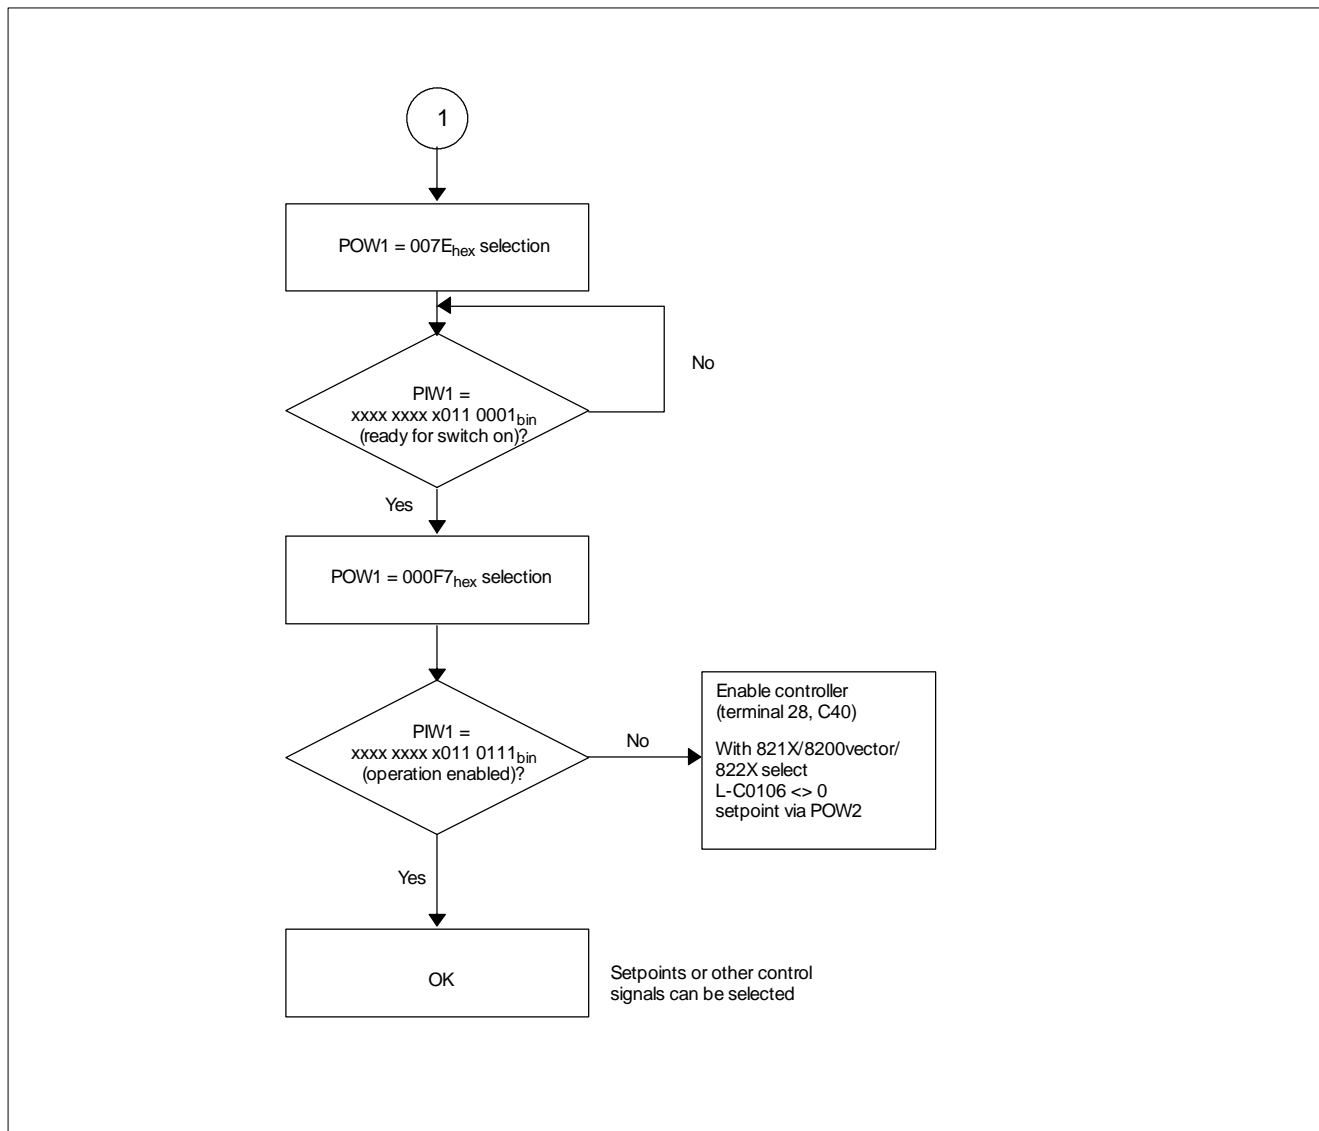 1
POW1 = 007Ehex selection
No
PIW1 =
xxxx xxxx x011 0001bin
(ready for switch on)?
Yes
POW1 = 000F7hex selection
PIW1 =
xxxx xxxx x011 0111bin
(operation enabled)?
No
Enable controller
(terminal 28, C40)
With 821X/8200vector/
822X select
L-C0106 <> 0
setpoint via POW2
Yes
OK
Setpoints or other control
signals can be selected